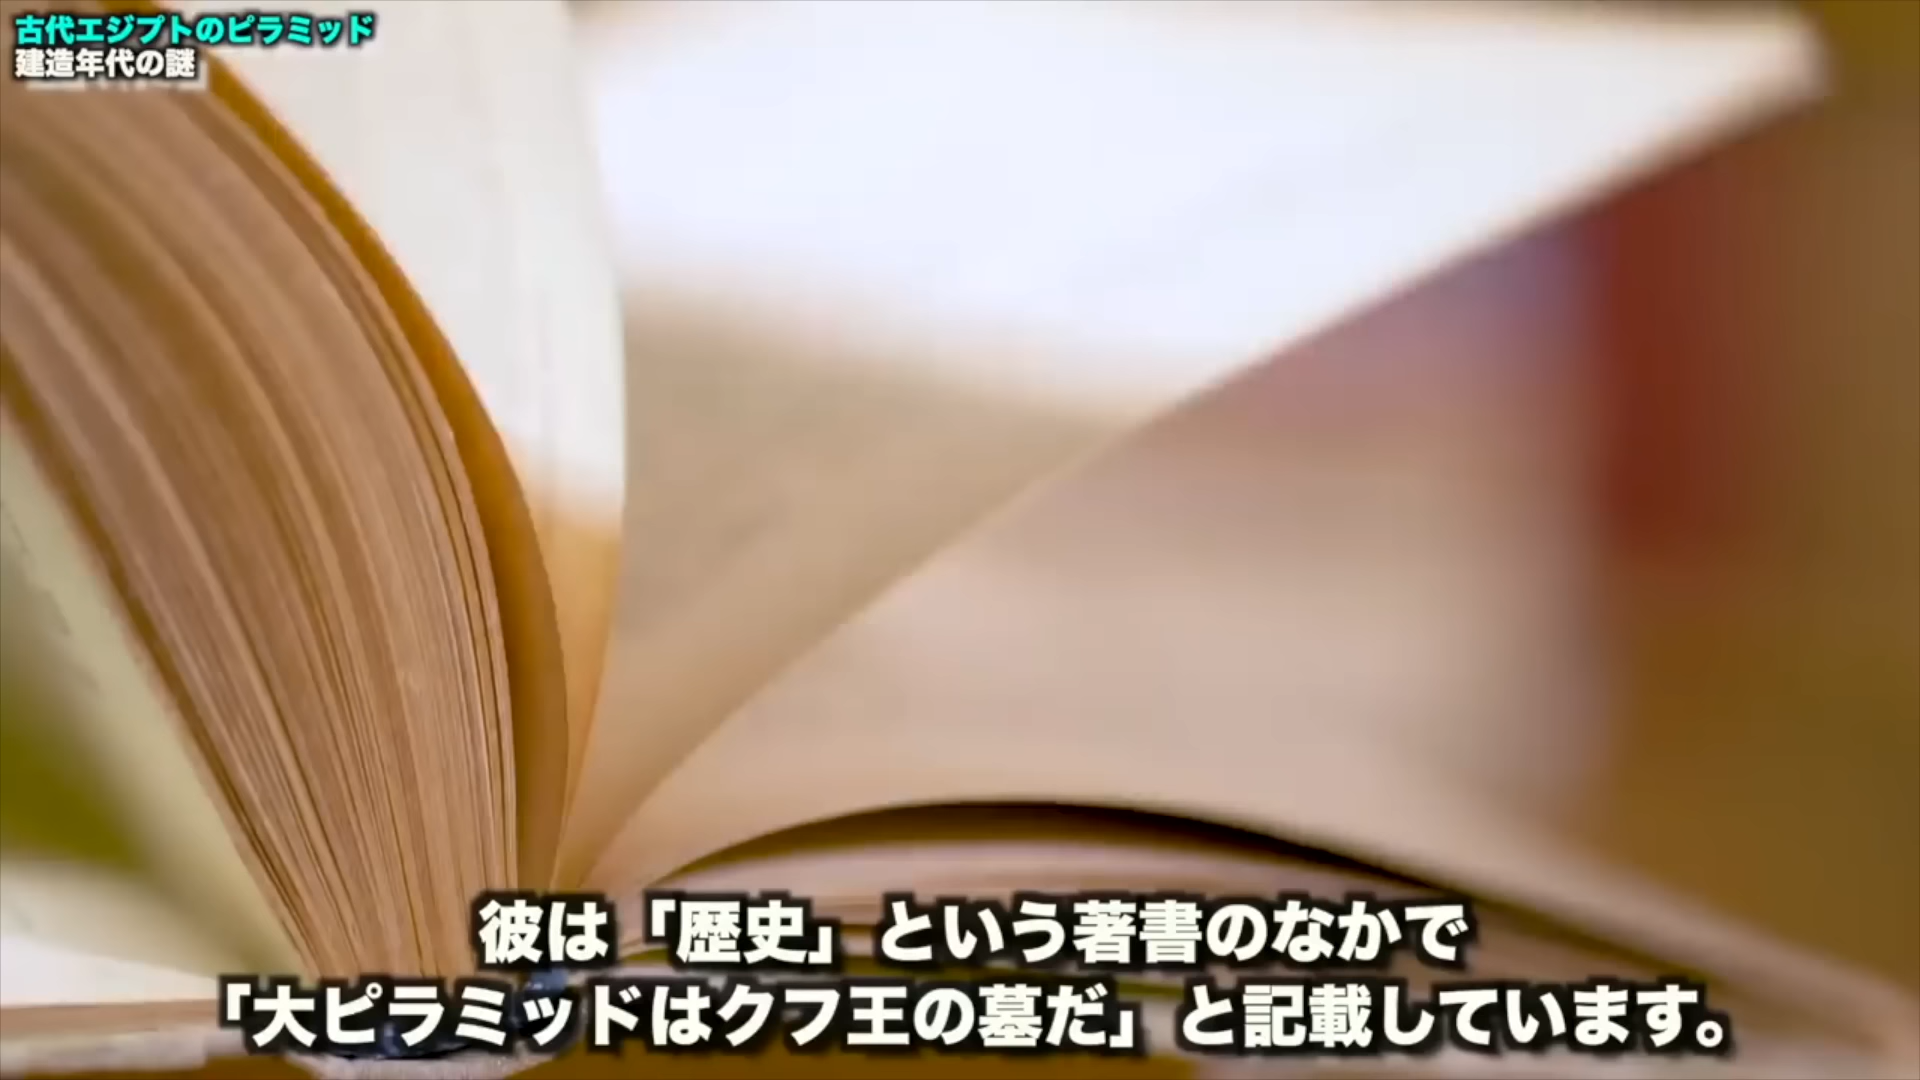 古代エジプトのピラミッド
建造年代の謎
彼は「歴史」という著書のなかで
「大ピラミッドはクフ王の墓だ」と記載しています。